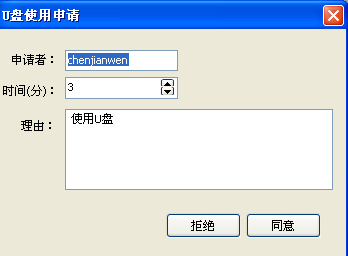 U盘使用申请
申请者：
chenjianwen
时间(分)：
3
理由：
使用U盘
拒绝
同意